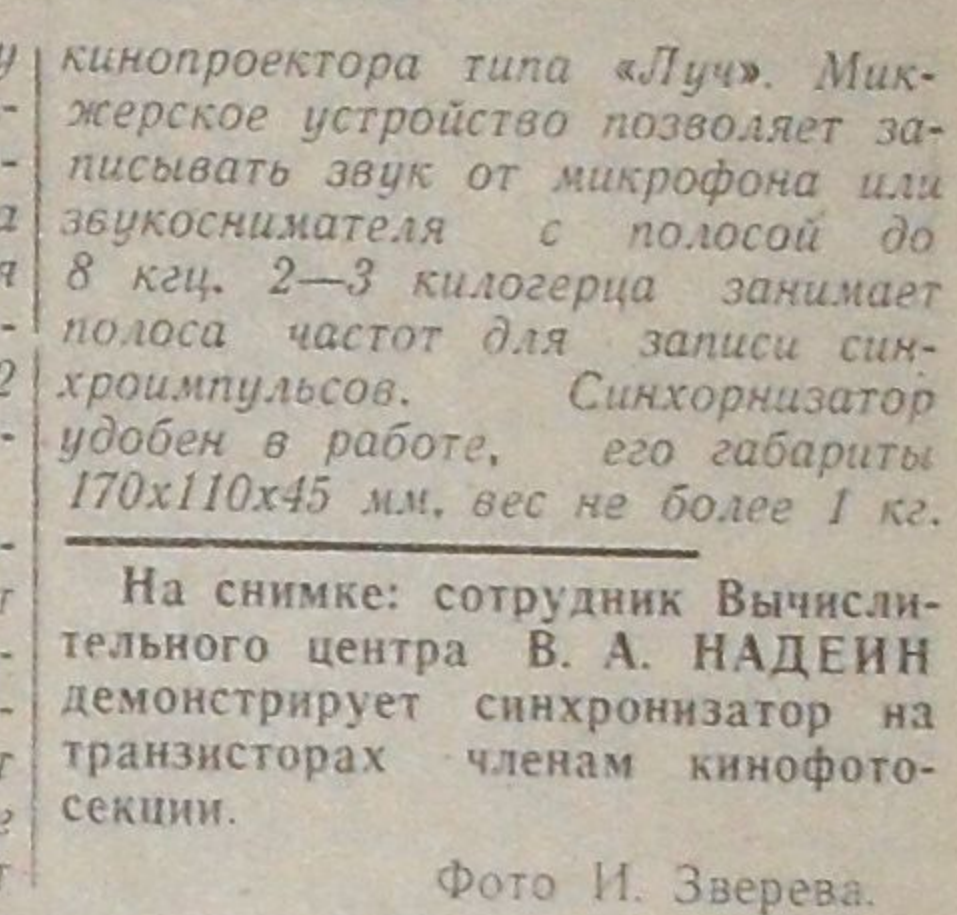 кинопроектора типа «Луч». Мик-
жерское устройство позволяет за-
писывать звук от микрофона или
звукоснимателя с полосой до
8 кгц. 2—3 килогерца занимает
полоса частот для записи син-
хроимпульсов. Синхорнизатор
удобен в работе, его габариты
170х110х45 мм, вес не более 1 кг.
На снимке: сотрудник Вычисли-
тельного центра В. А. НАДЕИН
демонстрирует синхронизатор на
транзисторах членам кинофото-
секции.
Фото И. Зверева.